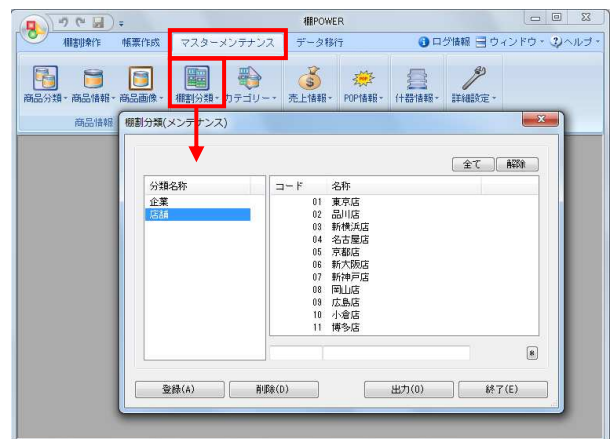 棚POWER
棚割操作 帳票作成 マスターメンテナンス データ移行 ログ情報 ウィンドウ ヘルプ
商品分類 商品情報 商品画像 棚割分類 カテゴリー 売上情報 POP情報 什器情報 詳細設定
商品情報
棚割分類(メンテナンス)
全て 解除
分類名称 コード 名称
企業
店舗
01 東京店
02 品川店
03 新横浜店
04 名古屋店
05 京都店
06 新大阪店
07 新神戸店
08 岡山店
09 広島店
10 小倉店
11 博多店
登録(A) 削除(D) 出力(O) 終了(E)